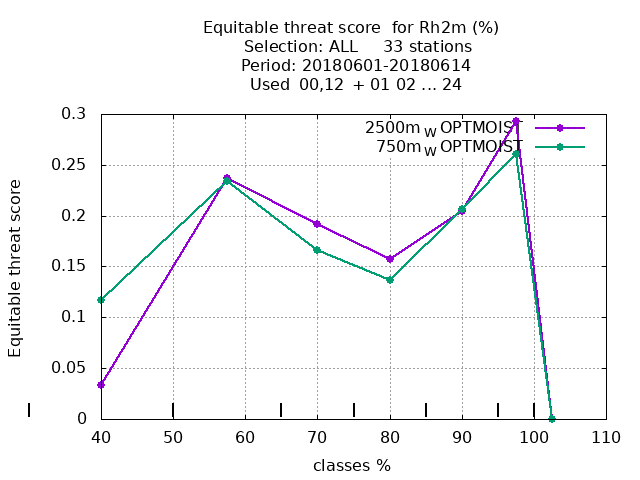 Equitable threat score for Rh2m (%)
Selection: ALL 33 stations
Period: 20180601-20180614
Used 00,12 + 01 02 ... 24
0.3
0.25
0.2
0.15
0.1
0.05
0
Equitable threat score
2500m W OPTMOIST
750m W OPTMOIST
40 50 60 70 80 90 100 110
classes %